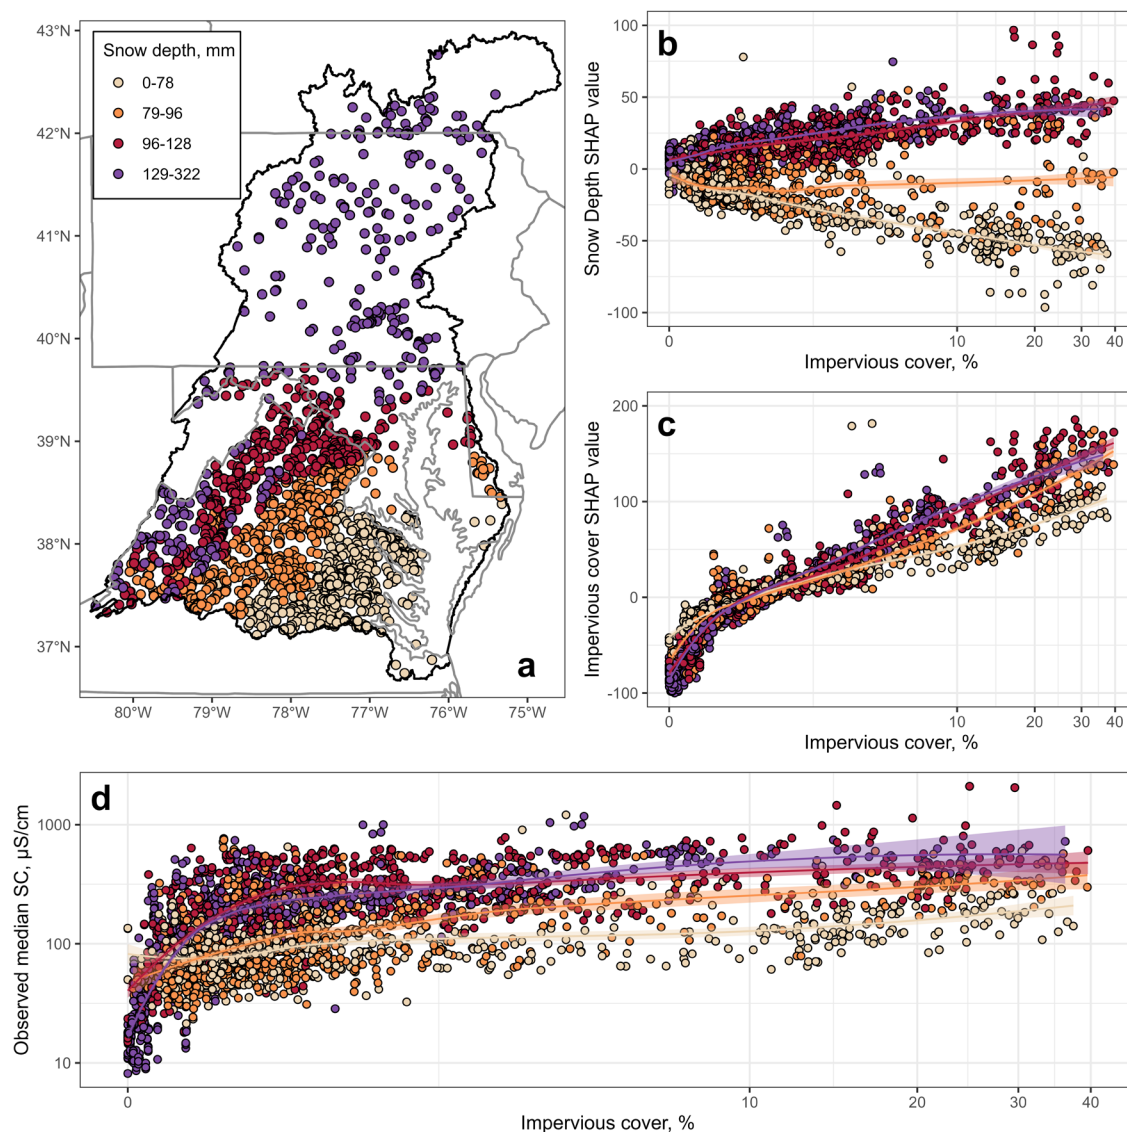 43°N
42°N
41°N
40°N
39°N
38°N
37°N
Snow depth, mm
0-78
79-96
96-128
129-322
a
80°W 79°W 78°W 77°W 76°W 75°W
b
Snow Depth SHAP value
100
50
0
-50
-100
0 10 20 30 40
Impervious cover, %
c
Impervious cover SHAP value
200
100
0
-100
0 10 20 30 40
Impervious cover, %
d
Observed median SC, µS/cm
1000
100
10
0 10 20 30 40
Impervious cover, %